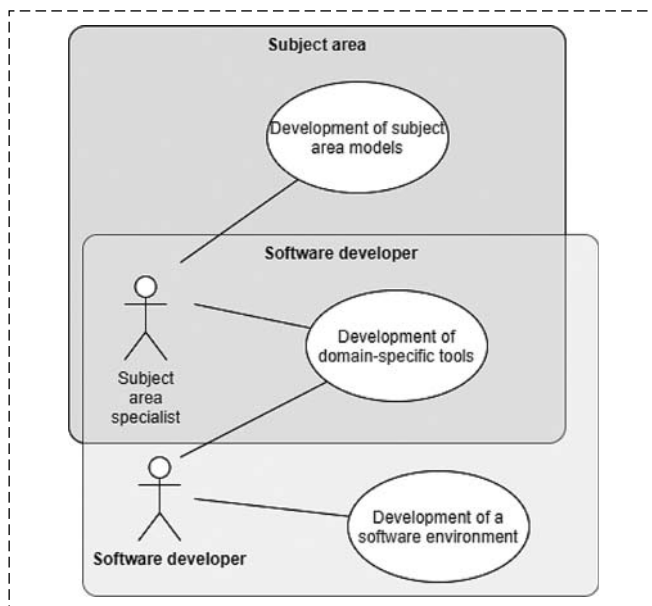 Subject area
Development of subject
area models
Software developer
Development of
domain-specific tools
Subject
area
specialist
Development of a
software environment
Software developer